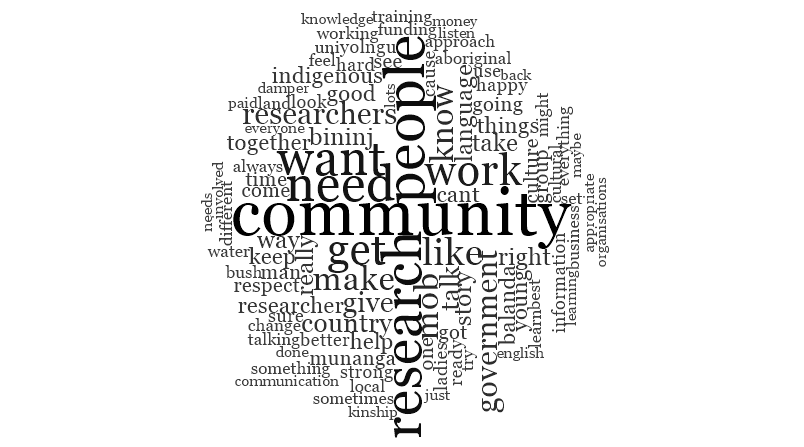 knowledge training money
working funding listen
uni yolngu approach
feel hard see cause aboriginal
indigenous use back
damper good lots happy
paid land look know language going
researchers people things might
everyone together bininj take everything
always want work culture group cultural maybe
time need cant set
involved come
needs different community appropriate organisations
way get like right business
water keep really
bush man make talk story
respect mob government young information learning
researcher give balanda
sure country got best
change research learn
talking better help one ladies ready
done munanga try english
something strong
communication local just
sometimes
kinship